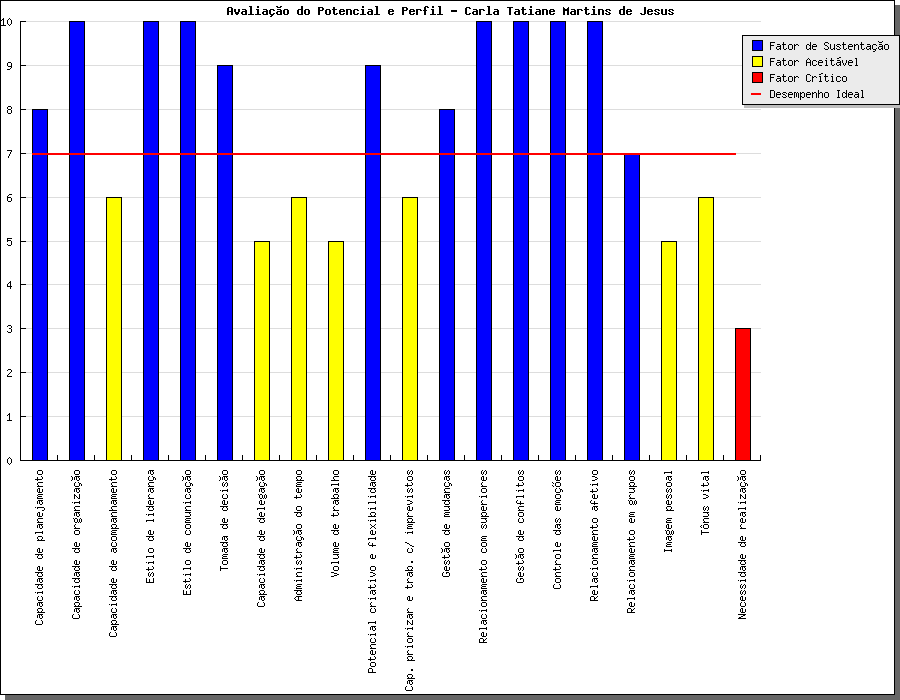 Avaliação do Potencial e Perfil - Carla Tatiane Martins de Jesus
Fator de Sustentação
Fator Aceitável
Fator Crítico
Desempenho Ideal
10
9
8
7
6
5
4
3
2
1
0
Capacidade de planejamento
Capacidade de organização
Capacidade de acompanhamento
Estilo de liderança
Estilo de comunicação
Tomada de decisão
Capacidade de delegação
Administração do tempo
Volume de trabalho
Potencial criativo e flexibilidade
Cap. priorizar e trab. c/ imprevistos
Gestão de mudanças
Relacionamento com superiores
Gestão de conflitos
Controle das emoções
Relacionamento afetivo
Relacionamento em grupos
Imagem pessoal
Tônus vital
Necessidade de realização